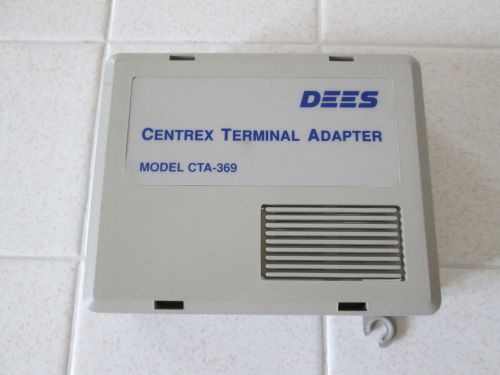 DEES
CENTREX TERMINAL ADAPTER
MODEL CTA-369